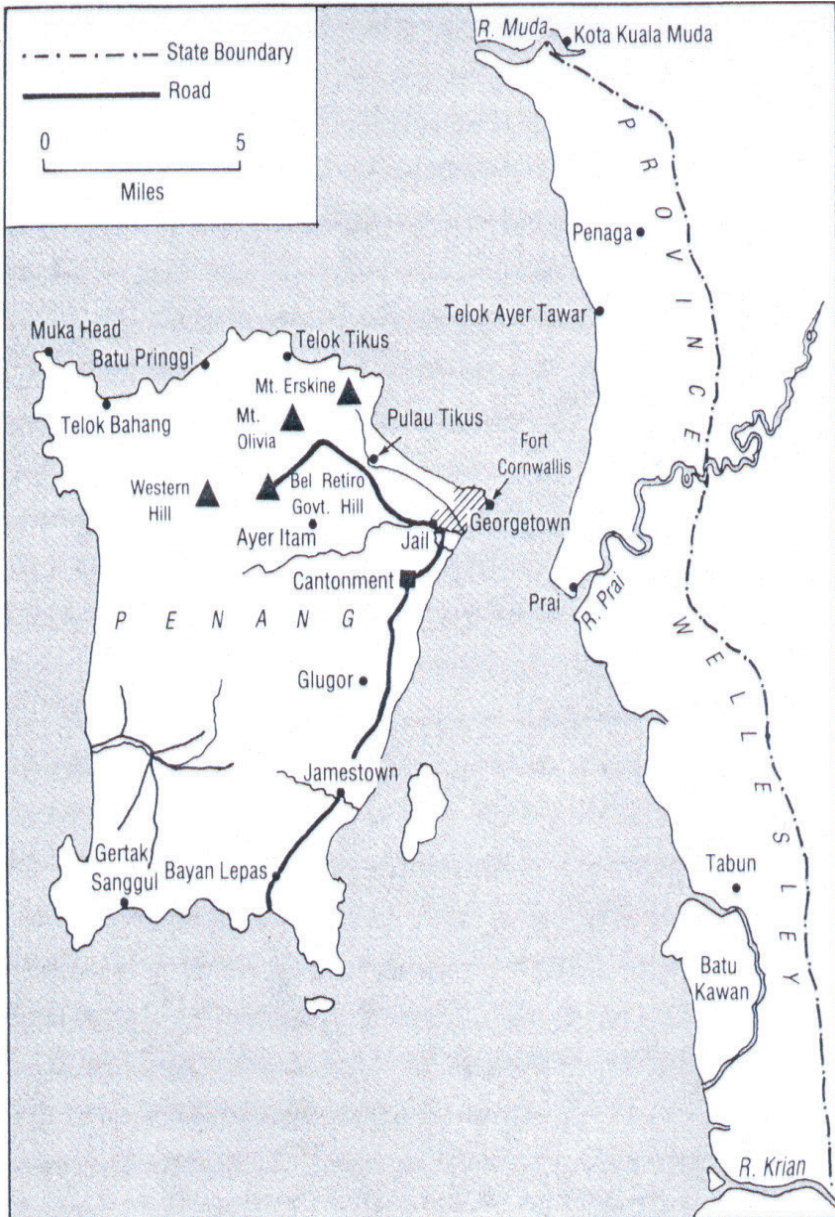 State Boundary
Road
0 5
Miles
R. Muda
Kota Kuala Muda
PROVINCE
Penaga
Telok Ayer Tawar
Muka Head
Batu Pringgi
Telok Tikus
Telok Bahang
Mt. Erskine
Mt.
Olivia
Pulau Tikus
Fort
Cornwallis
Western
Hill
Bel Retiro
Govt. Hill
Georgetown
Ayer Itam
Jail
Cantonment
Prai
R. Prai
PENANG
WELLESLEY
Glugor
Jamestown
Gertak
Sanggul
Bayan Lepas
Tabun
Batu
Kawan
R. Krian